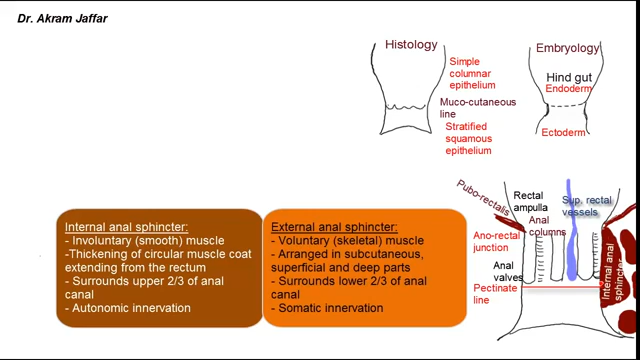 Dr. Akram Jaffar
Histology
Simple
columnar
epithelium
Muco-cutaneous
line
Stratified
squamous
epithelium
Embryology
Hind gut
Endoderm
Ectoderm
Internal anal sphincter:
- Involuntary (smooth) muscle
-Thickening of circular muscle coat
extending from the rectum
- Surrounds upper 2/3 of anal
canal
- Autonomic innervation
External anal sphincter:
- Voluntary (skeletal) muscle
- Arranged in subcutaneous,
superficial and deep parts
- Surrounds lower 2/3 of anal
canal
- Somatic innervation
Pubo-rectalis
Rectal
ampulla
Anal
columns
Sup. rectal
vessels
Ano-rectal
junction
Anal
valves
Pectinate
line
Internal anal
sphincter